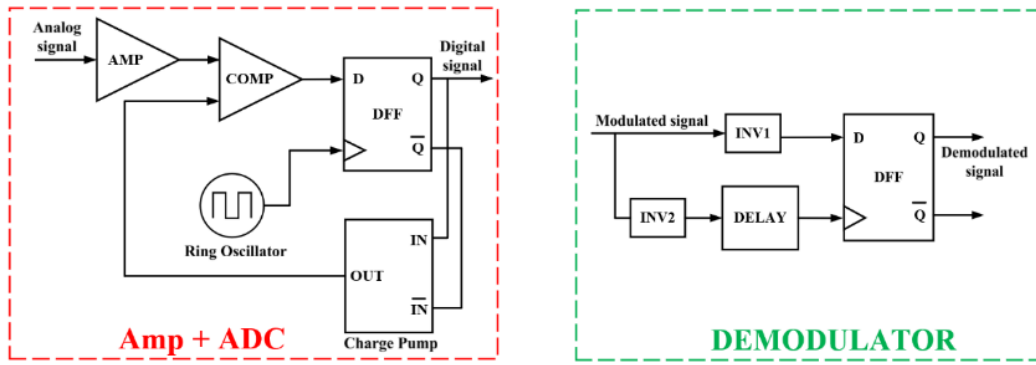 Analog
signal
AMP
COMP
D
Q
DFF
Q
Digital
signal
Ring Oscillator
IN
OUT
IN
Charge Pump
Amp + ADC
Modulated signal
INV1
INV2
DELAY
D
Q
DFF
Q
Demodulated
signal
DEMODULATOR